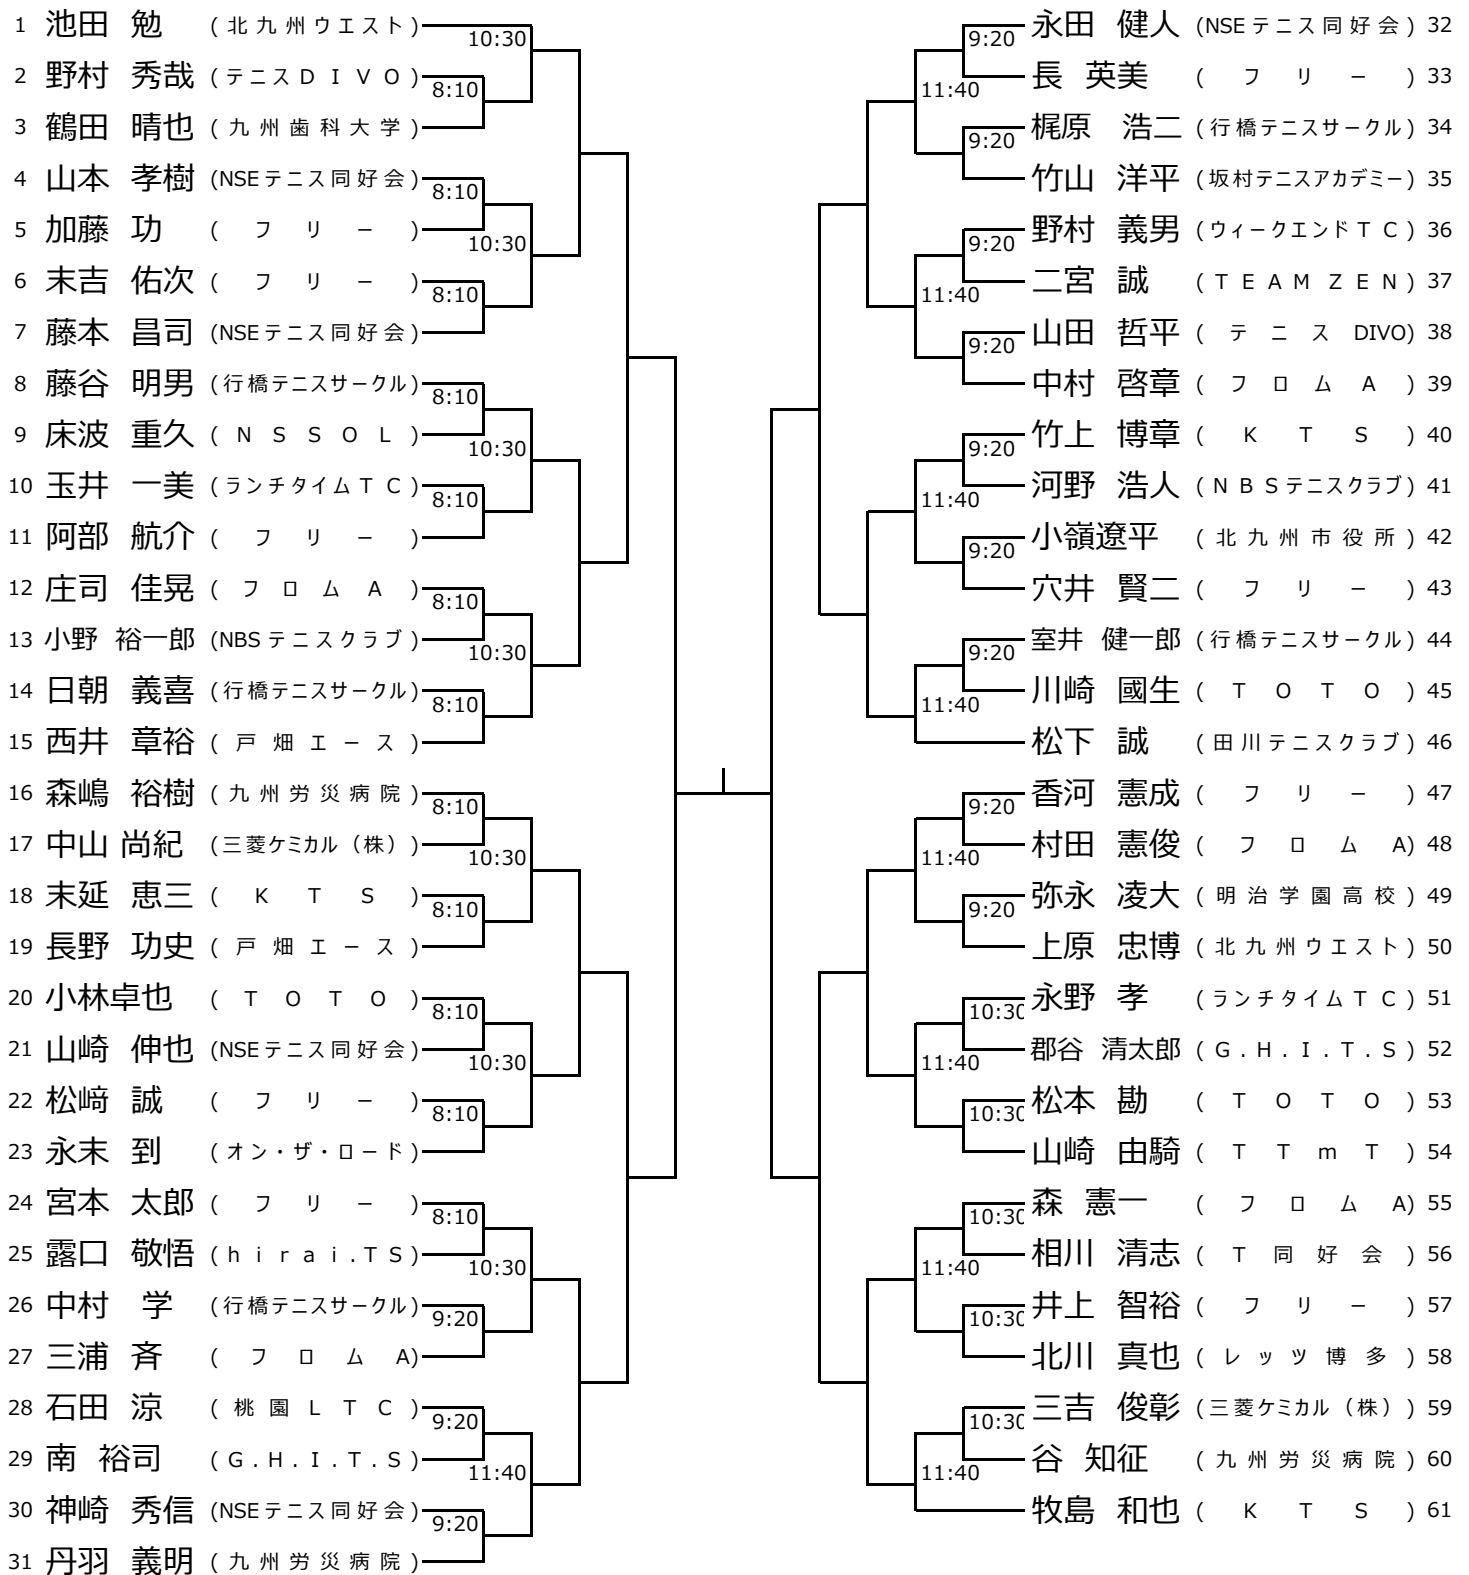 1 池田 勉 (北九州ウエスト)
10:30
2 野村 秀哉 (テニスＤＩＶＯ)
8:10
3 鶴田 晴也 (九州歯科大学)
4 山本 孝樹 (NSEテニス同好会)
8:10
5 加藤 功 (フリー)
10:30
6 末吉 佑次 (フリー)
8:10
7 藤本 昌司 (NSEテニス同好会)
8 藤谷 明男 (行橋テニスサークル)
8:10
9 床波 重久 (ＮＳＳＯＬ)
10:30
10 玉井 一美 (ランチタイムＴＣ)
8:10
11 阿部 航介 (フリー)
12 庄司 佳晃 (フロムＡ)
8:10
13 小野 裕一郎 (NBSテニスクラブ)
10:30
14 日朝 義喜 (行橋テニスサークル)
8:10
15 西井 章裕 (戸畑エース)
16 森嶋 裕樹 (九州労災病院)
8:10
17 中山 尚紀 (三菱ケミカル（株）)
10:30
18 末延 恵三 (ＫＴＳ)
8:10
19 長野 功史 (戸畑エース)
20 小林卓也 (ＴＯＴＯ)
8:10
21 山崎 伸也 (NSEテニス同好会)
10:30
22 松﨑 誠 (フリー)
8:10
23 永末 到 (オン・ザ・ロード)
24 宮本 太郎 (フリー)
8:10
25 露口 敬悟 (ｈｉｒａｉ.ＴＳ)
10:30
26 中村 学 (行橋テニスサークル)
9:20
27 三浦 斉 (フロムA)
28 石田 涼 (桃園ＬＴＣ)
9:20
29 南 裕司 (Ｇ.Ｈ.Ｉ.Ｔ.Ｓ)
11:40
30 神崎 秀信 (NSEテニス同好会)
9:20
31 丹羽 義明 (九州労災病院)
永田 健人 (NSEテニス同好会) 32
9:20
長 英美 (フリー) 33
11:40
梶原 浩二 (行橋テニスサークル) 34
9:20
竹山 洋平 (坂村テニスアカデミー) 35
野村 義男 (ウィークエンドＴＣ) 36
9:20
二宮 誠 (ＴＥＡＭＺＥＮ) 37
11:40
山田 哲平 (テニスDIVO) 38
9:20
中村 啓章 (フロムＡ) 39
竹上 博章 (ＫＴＳ) 40
9:20
河野 浩人 (ＮＢＳテニスクラブ) 41
11:40
小嶺遼平 (北九州市役所) 42
9:20
穴井 賢二 (フリー) 43
室井 健一郎 (行橋テニスサークル) 44
9:20
川崎 國生 (ＴＯＴＯ) 45
11:40
松下 誠 (田川テニスクラブ) 46
香河 憲成 (フリー) 47
9:20
村田 憲俊 (フロムA) 48
11:40
弥永 凌大 (明治学園高校) 49
9:20
上原 忠博 (北九州ウエスト) 50
永野 孝 (ランチタイムＴＣ) 51
10:30
郡谷 清太郎 (Ｇ.Ｈ.Ｉ.Ｔ.Ｓ) 52
11:40
松本 勘 (ＴＯＴＯ) 53
10:30
山崎 由騎 (ＴＴｍＴ) 54
森 憲一 (フロムA) 55
10:30
相川 清志 (Ｔ同好会) 56
11:40
井上 智裕 (フリー) 57
10:30
北川 真也 (レッツ博多) 58
三吉 俊彰 (三菱ケミカル（株）) 59
10:30
谷 知征 (九州労災病院) 60
11:40
牧島 和也 (ＫＴＳ) 61